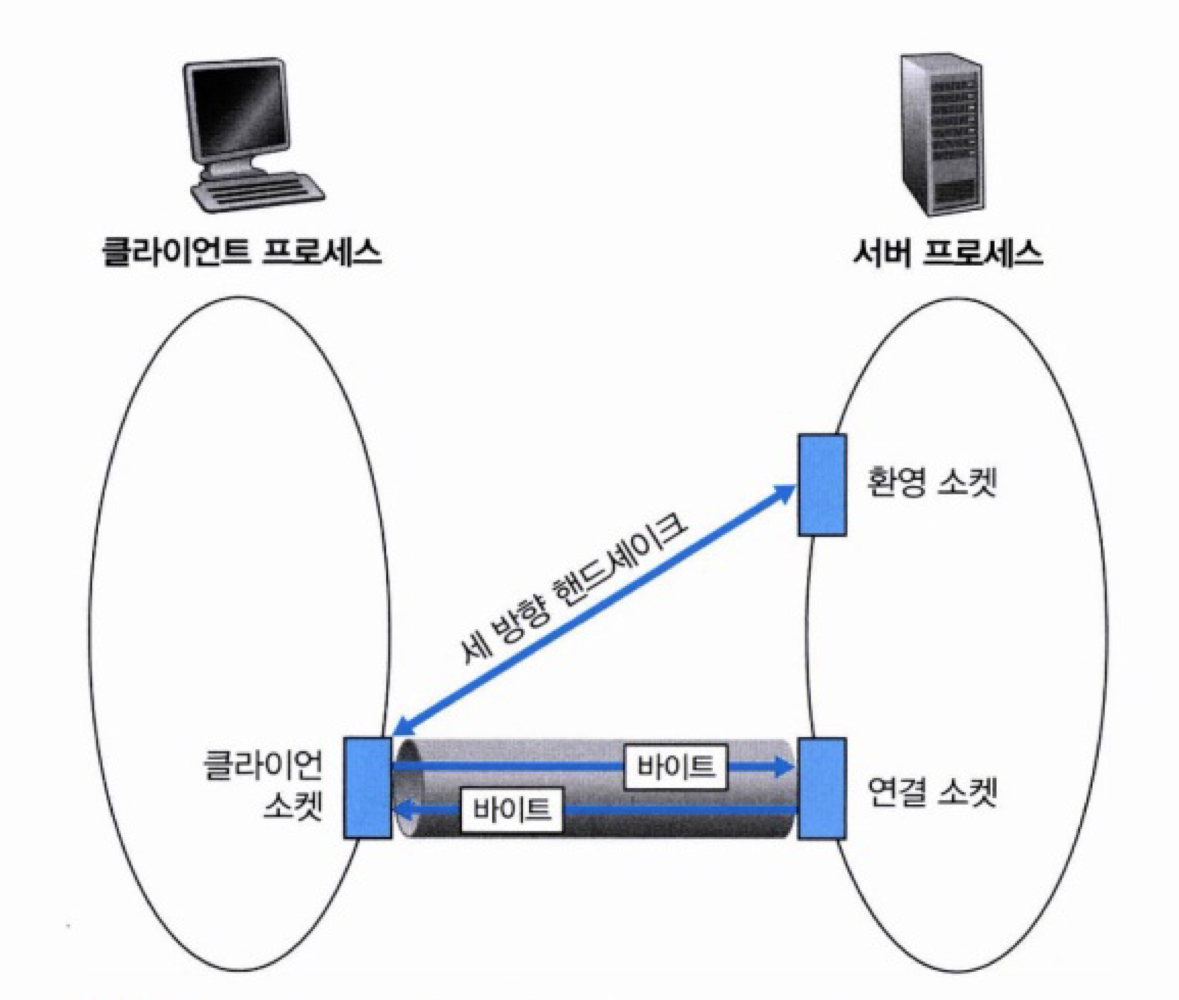 클라이언트 프로세스
서버 프로세스
환영 소켓
세 방향 핸드셰이크
클라이언
소켓
바이트
바이트
연결 소켓